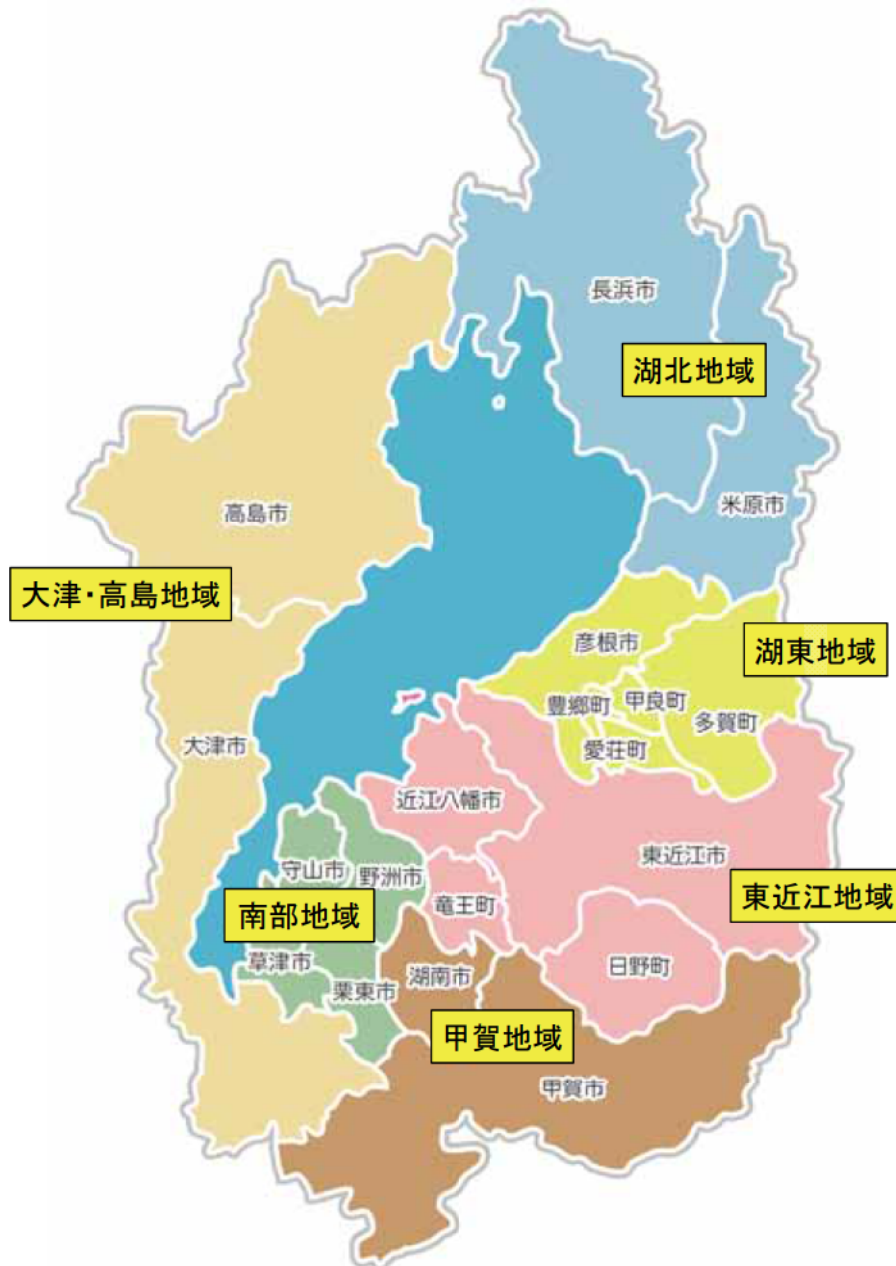 長浜市
湖北地域
米原市
高島市
大津・高島地域
彦根市
湖東地域
豊郷町
甲良町
多賀町
愛荘町
大津市
近江八幡市
東近江市
守山市
野洲市
竜王町
東近江地域
南部地域
草津市
栗東市
湖南市
日野町
甲賀地域
甲賀市